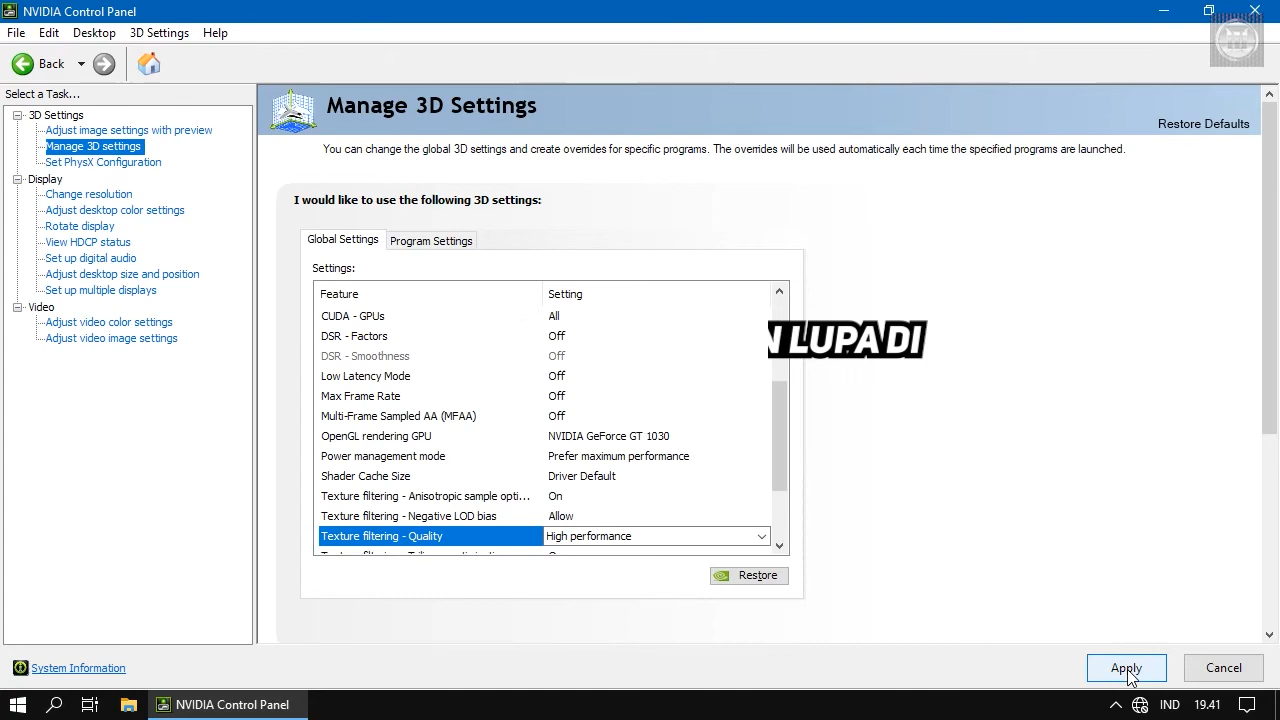 NVIDIA Control Panel
File Edit Desktop 3D Settings Help
Back
Select a Task...
3D Settings
Adjust image settings with preview
Manage 3D settings
Set PhysX Configuration
Display
Change resolution
Adjust desktop color settings
Rotate display
View HDCP status
Set up digital audio
Adjust desktop size and position
Set up multiple displays
Video
Adjust video color settings
Adjust video image settings
System Information
Manage 3D Settings
Restore Defaults
You can change the global 3D settings and create overrides for specific programs. The overrides will be used automatically each time the specified programs are launched.
I would like to use the following 3D settings:
Global Settings Program Settings
Settings:
Feature Setting
CUDA - GPUs All
DSR - Factors Off
DSR - Smoothness Off
Low Latency Mode Off
Max Frame Rate Off
Multi-Frame Sampled AA (MFAA) Off
OpenGL rendering GPU NVIDIA GeForce GT 1030
Power management mode Prefer maximum performance
Shader Cache Size Driver Default
Texture filtering - Anisotropic sample opti... On
Texture filtering - Negative LOD bias Allow
Texture filtering - Quality High performance
N LUPA DI
Restore
Apply Cancel
NVIDIA Control Panel
IND 19.41